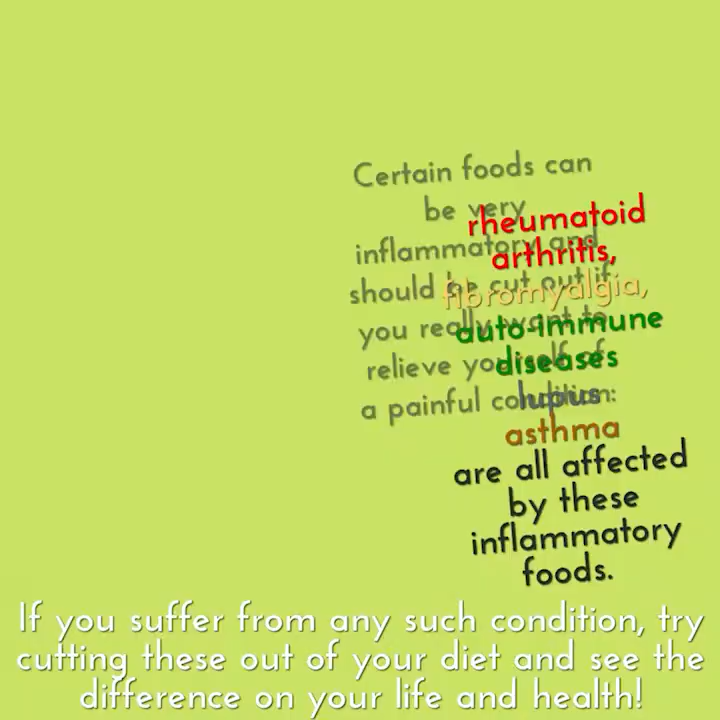 Certain foods can
be very
inflammatory and
should be cut out if
you really want to
relieve yourself of
a painful condition:
rheumatoid
arthritis,
fibromyalgia,
auto-immune
diseases
lupus
asthma
are all affected
by these
inflammatory
foods.
If you suffer from any such condition, try
cutting these out of your diet and see the
difference on your life and health!